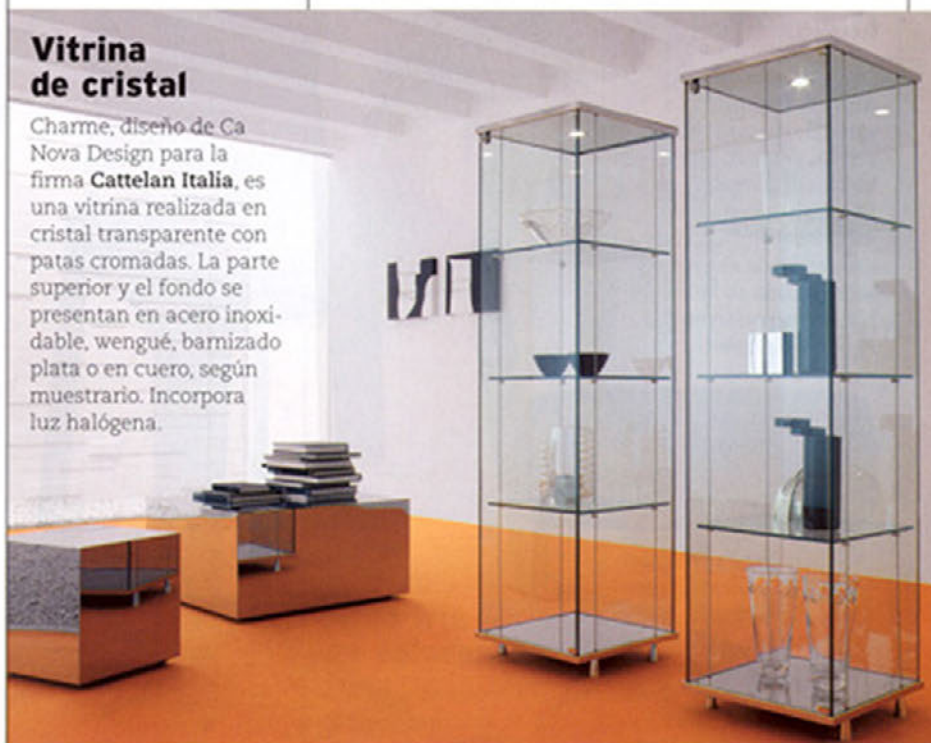 Vitrina
de cristal
Charme, diseño de Ca
Nova Design para la
firma Cattelan Italia, es
una vitrina realizada en
cristal transparente con
patas cromadas. La parte
superior y el fondo se
presentan en acero inoxi-
dable, wengué, barnizado
plata o en cuero, según
muestrario. Incorpora
luz halógena.